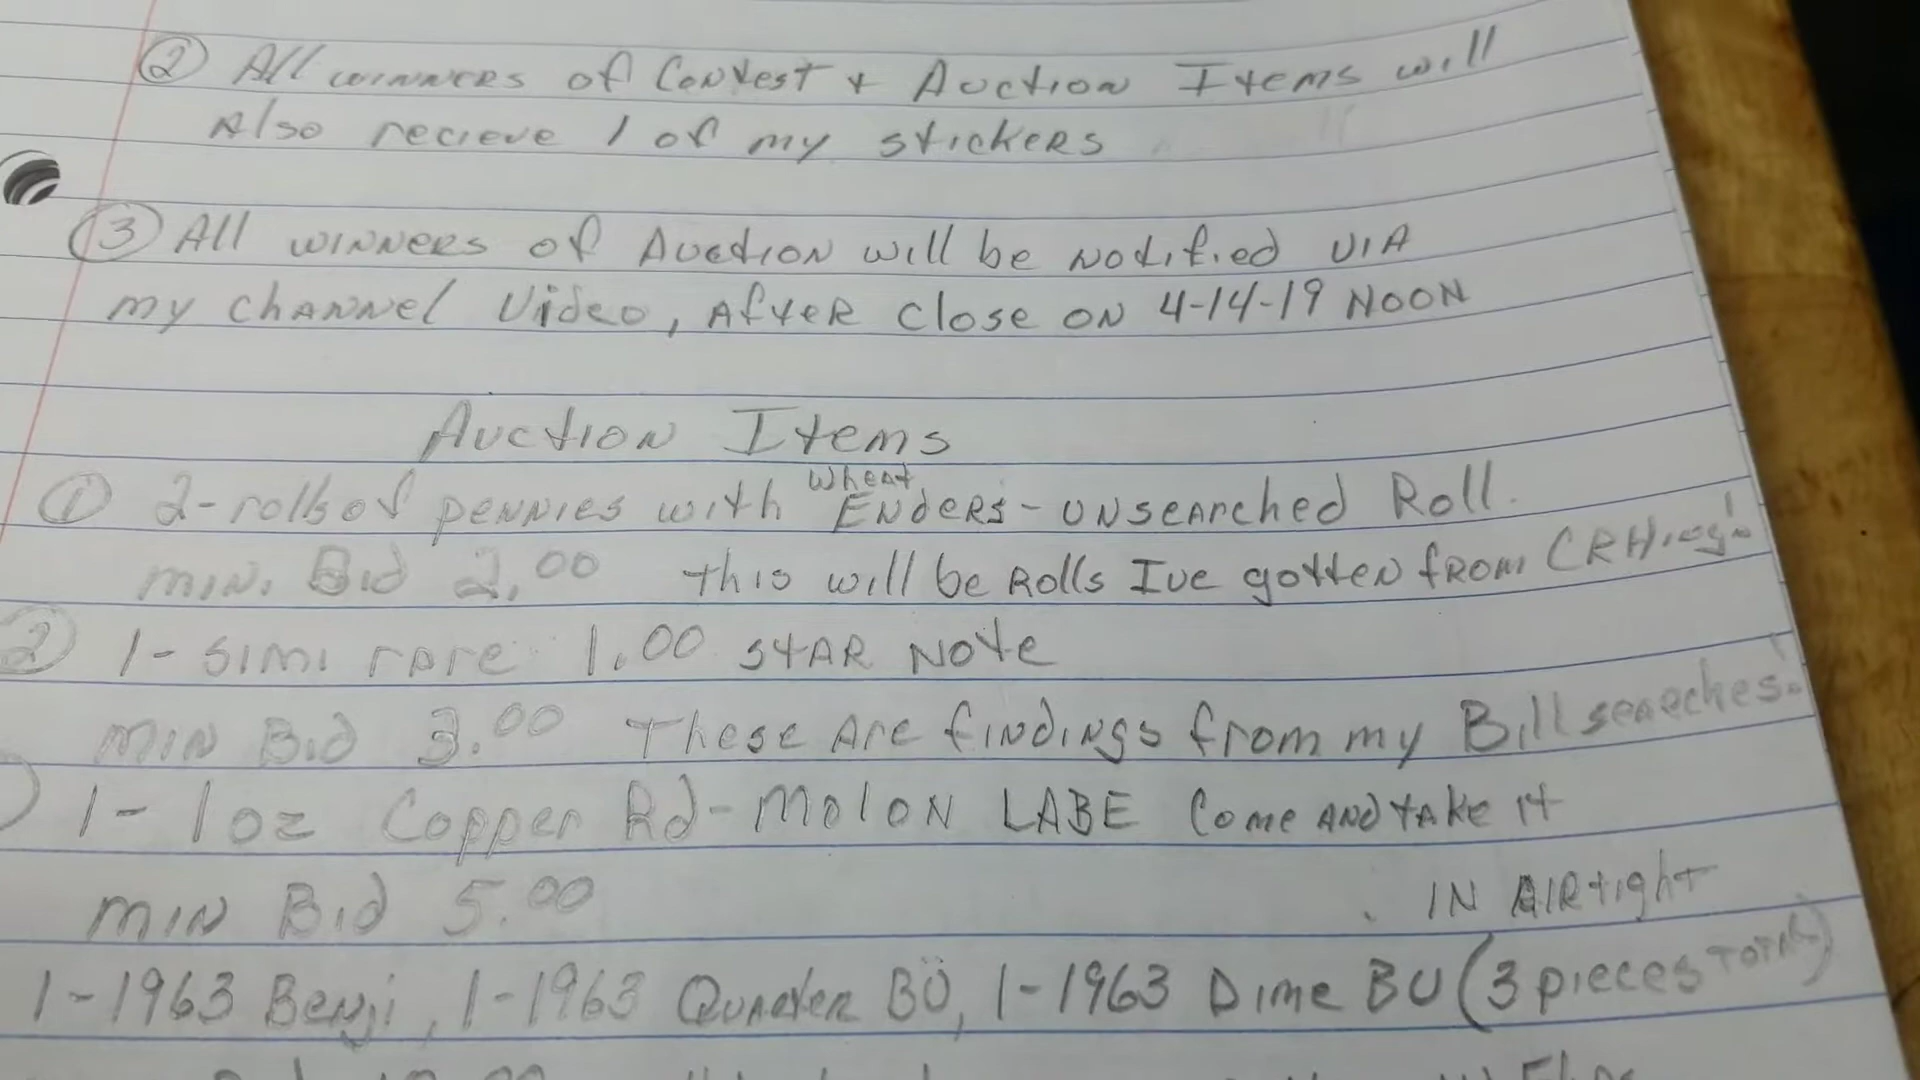 ② All winners of Contest + Auction Items will
Also recieve 1 of my stickers
③ All winners of Auction will be Notified VIA
my channel Video, After Close on 4-14-19 NOON
Auction Items
① 2-rolls of pennies with Wheat Enders - unsearched Roll.
min. Bid 2.00 this will be Rolls Ive gotten from CRHing!
② 1- simi rare 1.00 STAR Note
Min Bid 3.00 These Are findings from my Bill seaeches.
1- 1oz Copper Rd - Molon LABE Come AND tAke it
Min Bid 5.00
IN AIRtight
1-1963 Benji, 1-1963 Quarter BU, 1-1963 Dime BU (3 pieces Total)